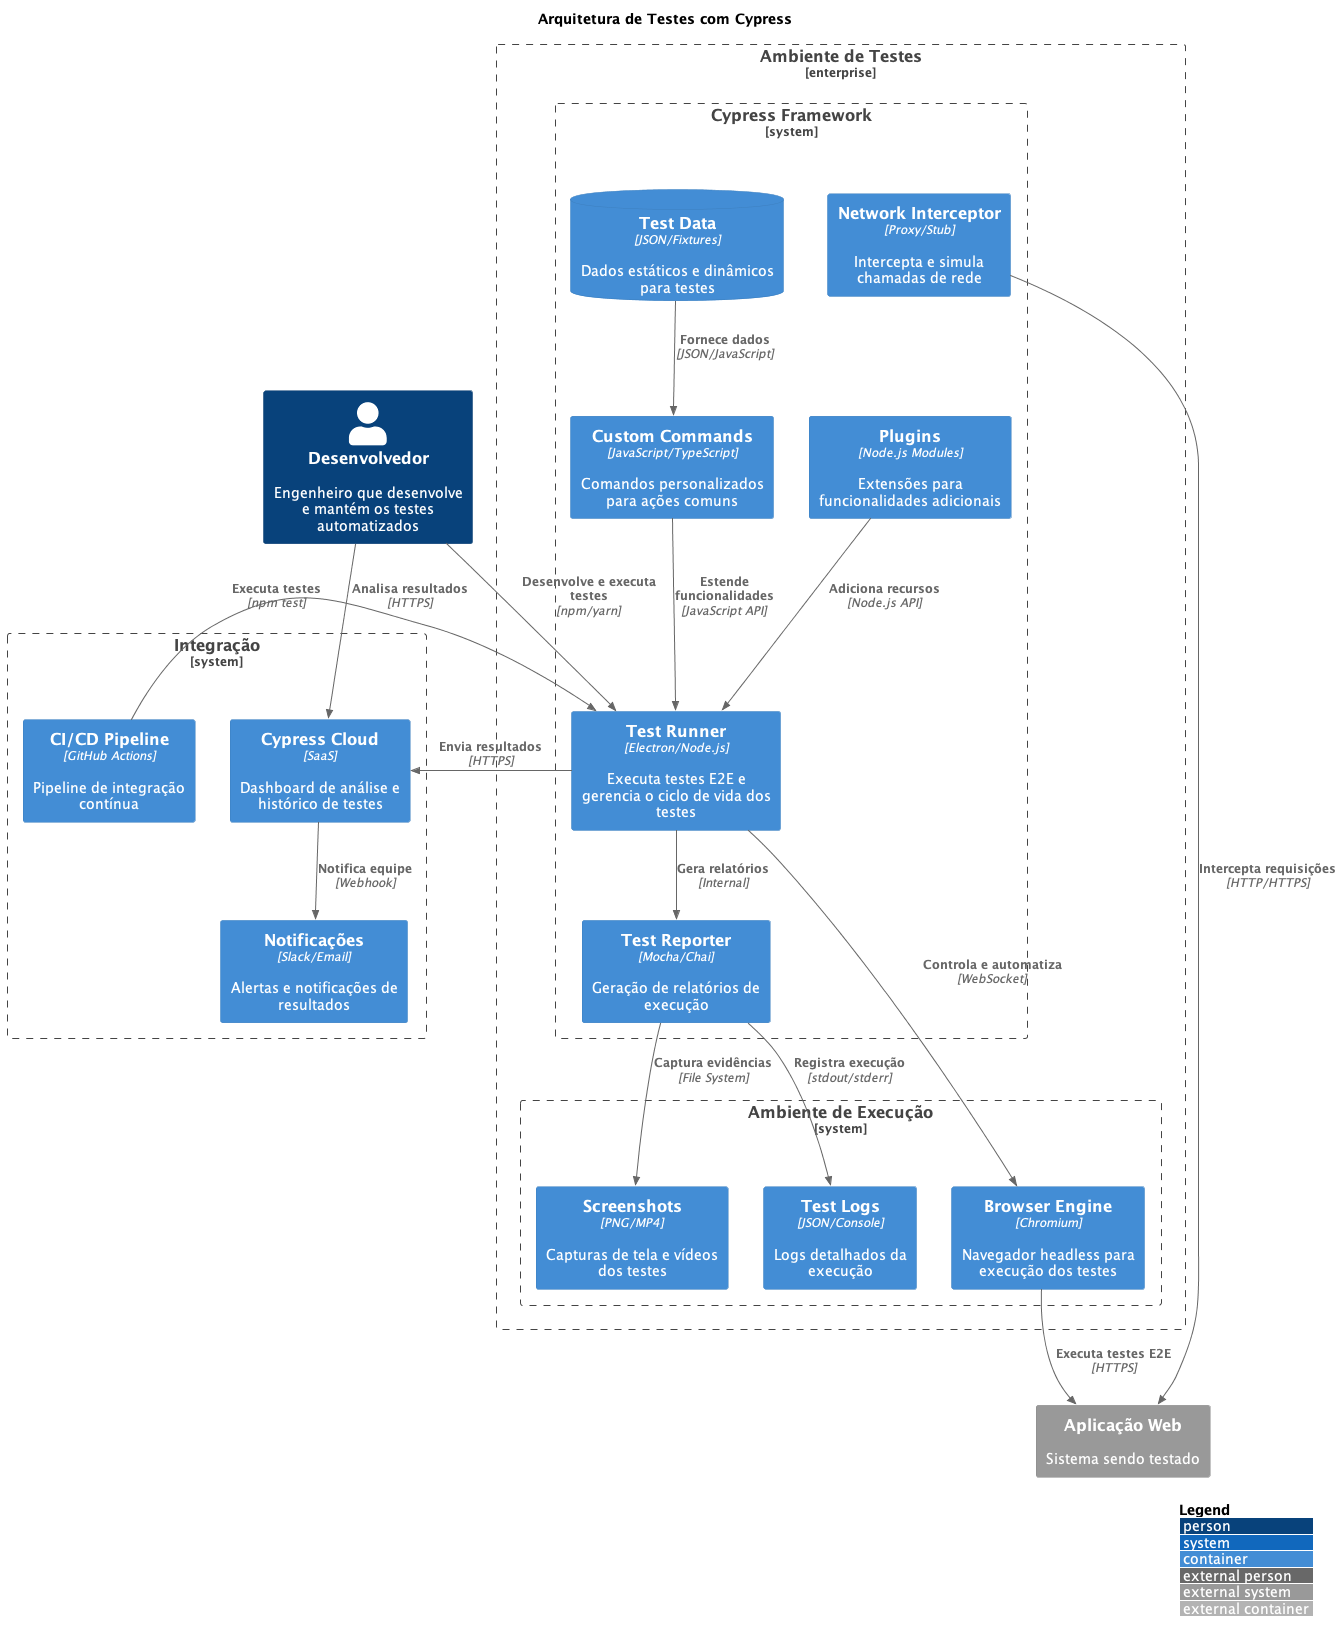 Arquitetura de Testes com Cypress
Ambiente de Testes
[enterprise]
Cypress Framework
[system]
Test Data
[JSON/Fixtures]
Dados estáticos e dinâmicos
para testes
Network Interceptor
[Proxy/Stub]
Intercepta e simula
chamadas de rede
Fornece dados
[JSON/JavaScript]
Desenvolvedor
Engenheiro que desenvolve
e mantém os testes
automatizados
Custom Commands
[JavaScript/TypeScript]
Comandos personalizados
para ações comuns
Plugins
[Node.js Modules]
Extensões para
funcionalidades adicionais
Executa testes
[npm test]
Analisa resultados
[HTTPS]
Desenvolve e executa
testes
[npm/yarn]
Estende
funcionalidades
[JavaScript API]
Adiciona recursos
[Node.js API]
Integração
[system]
CI/CD Pipeline
[GitHub Actions]
Pipeline de integração
contínua
Cypress Cloud
[SaaS]
Dashboard de análise e
histórico de testes
Envia resultados
[HTTPS]
Test Runner
[Electron/Node.js]
Executa testes E2E e
gerencia o ciclo de vida dos
testes
Notifica equipe
[Webhook]
Gera relatórios
[Internal]
Intercepta requisições
[HTTP/HTTPS]
Notificações
[Slack/Email]
Alertas e notificações de
resultados
Test Reporter
[Mocha/Chai]
Geração de relatórios de
execução
Controla e automatiza
[WebSocket]
Captura evidências
[File System]
Registra execução
[stdout/stderr]
Ambiente de Execução
[system]
Screenshots
[PNG/MP4]
Capturas de tela e vídeos
dos testes
Test Logs
[JSON/Console]
Logs detalhados da
execução
Browser Engine
[Chromium]
Navegador headless para
execução dos testes
Executa testes E2E
[HTTPS]
Aplicação Web
Sistema sendo testado
Legend
person
system
container
external person
external system
external container